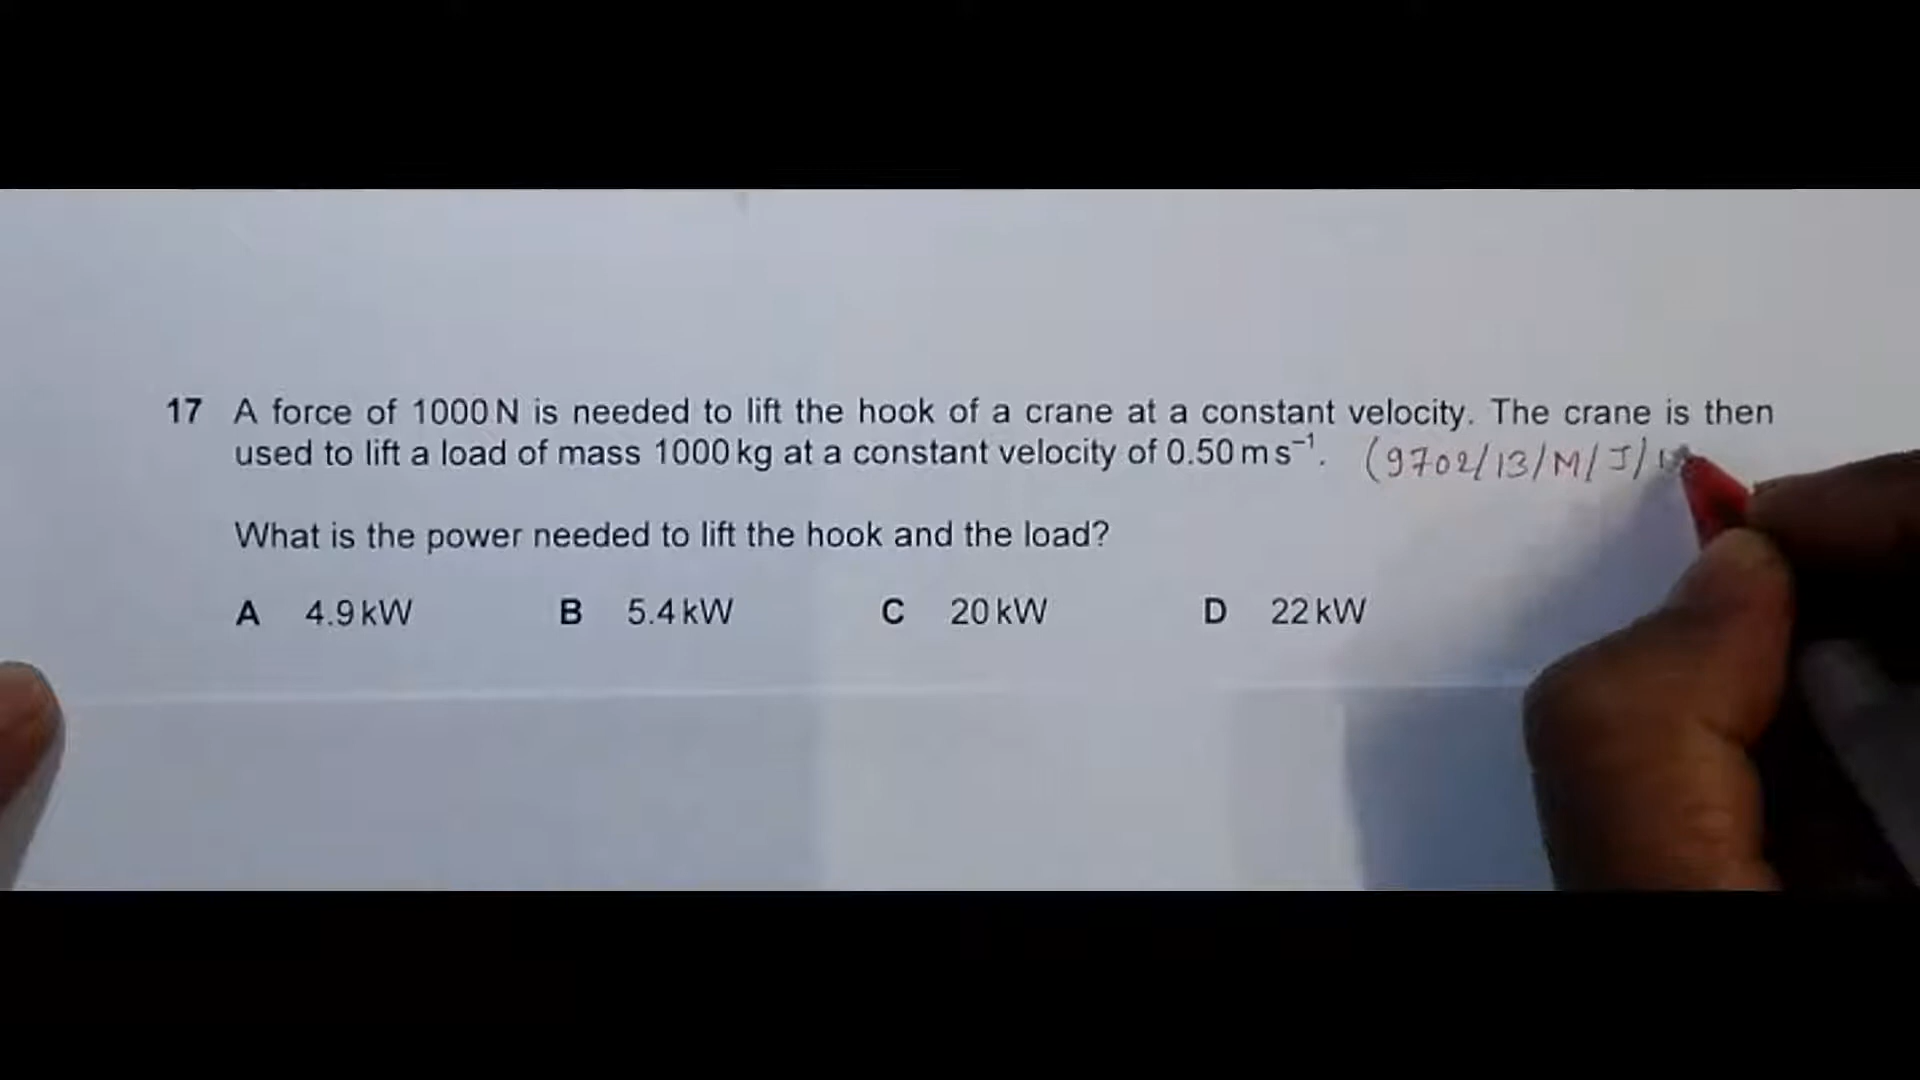 17 A force of 1000 N is needed to lift the hook of a crane at a constant velocity. The crane is then
used to lift a load of mass 1000 kg at a constant velocity of 0.50 m s⁻¹. (9702/13/M/J/
What is the power needed to lift the hook and the load?
A 4.9 kW B 5.4 kW C 20 kW D 22 kW